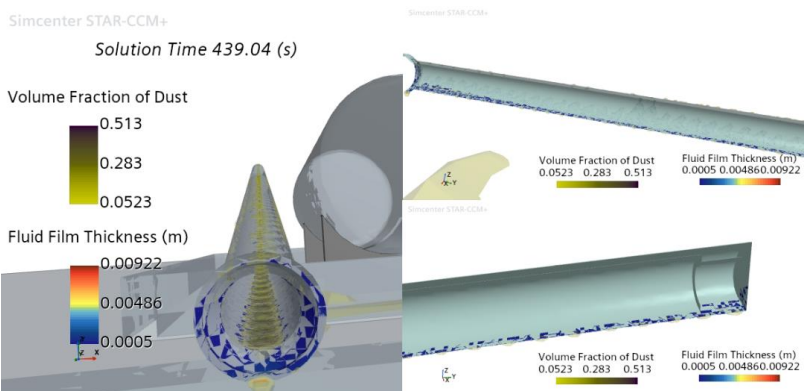 Simcenter STAR-CCM+
Solution Time 439.04 (s)
Volume Fraction of Dust
0.513
0.283
0.0523
Fluid Film Thickness (m)
0.00922
0.00486
0.0005
Z
X
Simcenter STAR-CCM+
Z
X Y
Volume Fraction of Dust
0.0523 0.283 0.513
Fluid Film Thickness (m)
0.0005 0.004860.00922
Simcenter STAR-CCM+
Z
Y
Volume Fraction of Dust
0.0523 0.283 0.513
Fluid Film Thickness (m)
0.0005 0.004860.00922